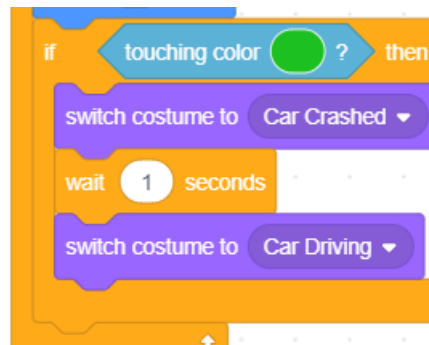 if touching color ? then
switch costume to Car Crashed
wait 1 seconds
switch costume to Car Driving